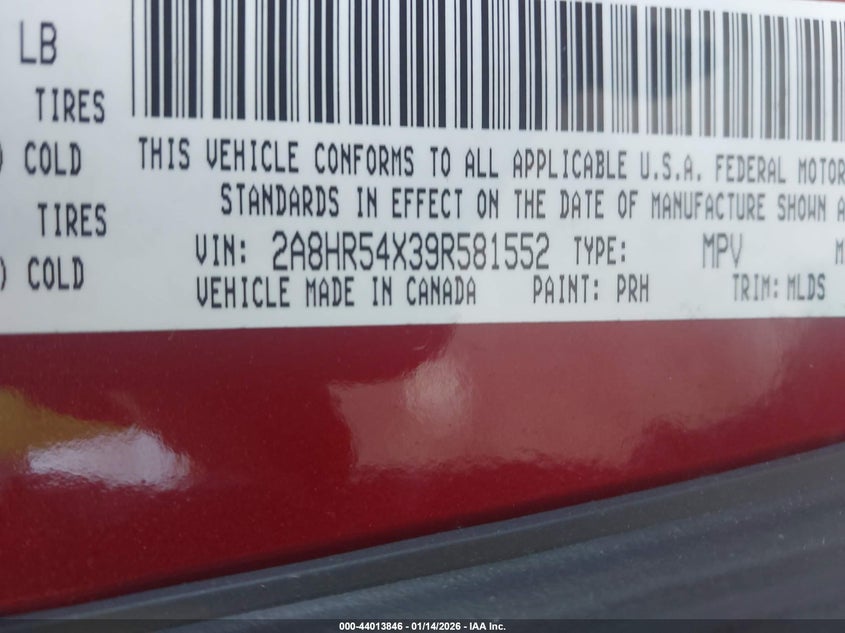 LB
TIRES
) COLD THIS VEHICLE CONFORMS TO ALL APPLICABLE U.S.A. FEDERAL MOTOR
TIRES STANDARDS IN EFFECT ON THE DATE OF MANUFACTURE SHOWN A
VIN: 2A8HR54X39R581552 TYPE: MPV M
) COLD VEHICLE MADE IN CANADA PAINT: PRH TRIM: MLDS
000-44013846 - 01/14/2026 - IAA Inc.